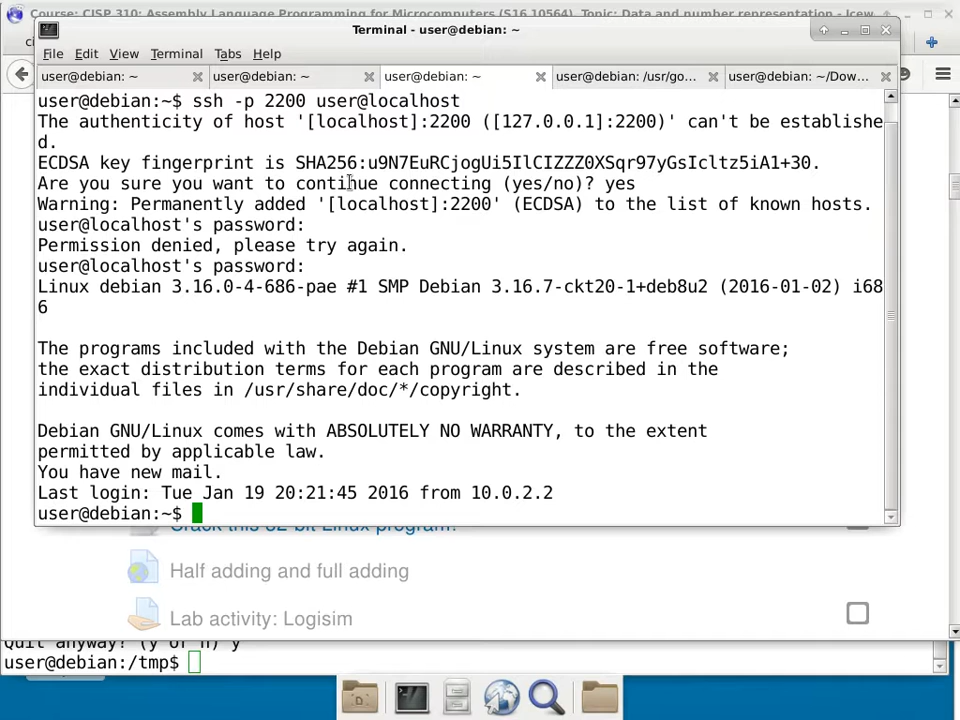 Course: CISP 310: Assembly Language Programming for Microcomputers (S16 10564). Topic: Data and number representation - Icew
Terminal - user@debian: ~
File Edit View Terminal Tabs Help
user@debian: ~ user@debian: ~ user@debian: ~ user@debian: /usr/go... user@debian: ~/Dow...
user@debian:~$ ssh -p 2200 user@localhost
The authenticity of host '[localhost]:2200 ([127.0.0.1]:2200)' can't be establishe
d.
ECDSA key fingerprint is SHA256:u9N7EuRCjogUi5IlCIZZZ0XSqr97yGsIcltz5iA1+30.
Are you sure you want to continue connecting (yes/no)? yes
Warning: Permanently added '[localhost]:2200' (ECDSA) to the list of known hosts.
user@localhost's password:
Permission denied, please try again.
user@localhost's password:
Linux debian 3.16.0-4-686-pae #1 SMP Debian 3.16.7-ckt20-1+deb8u2 (2016-01-02) i68
6
The programs included with the Debian GNU/Linux system are free software;
the exact distribution terms for each program are described in the
individual files in /usr/share/doc/*/copyright.
Debian GNU/Linux comes with ABSOLUTELY NO WARRANTY, to the extent
permitted by applicable law.
You have new mail.
Last login: Tue Jan 19 20:21:45 2016 from 10.0.2.2
user@debian:~$
Crack this 32-bit Linux program!
Half adding and full adding
Lab activity: Logisim
Quit anyway? (y or n) y
user@debian:/tmp$